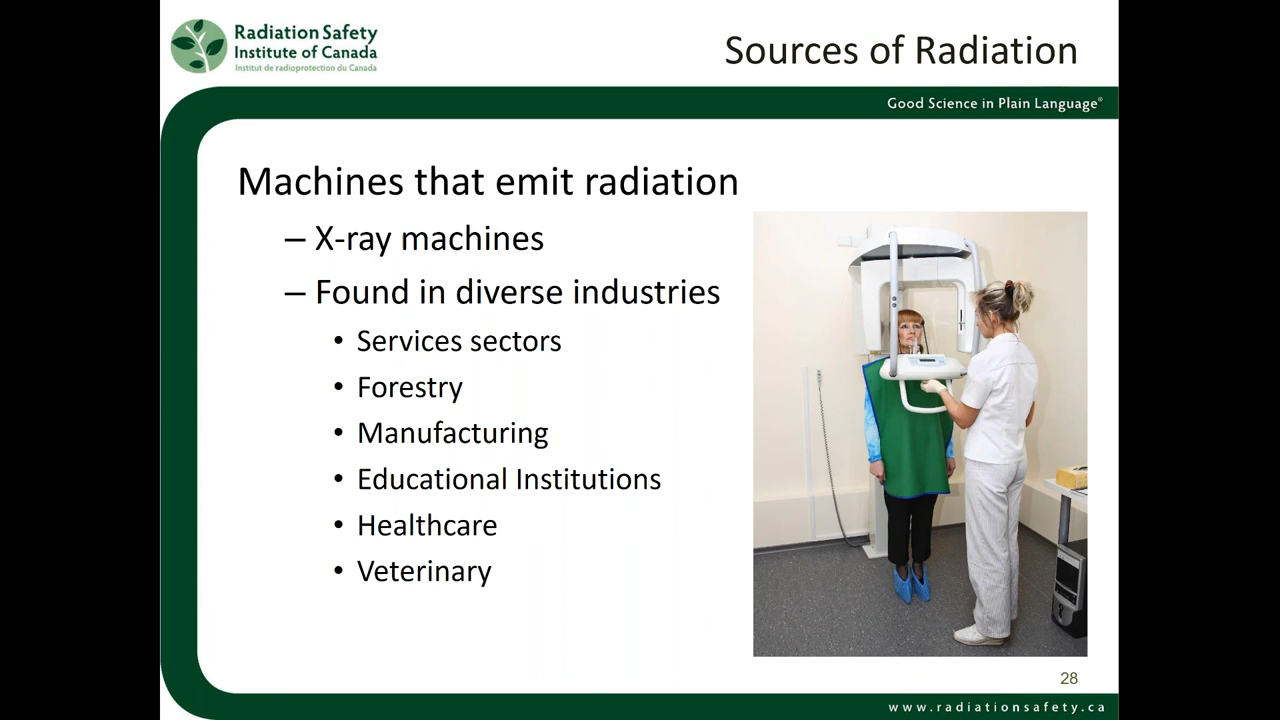 Radiation Safety
Institute of Canada
Institut de radioprotection du Canada
Sources of Radiation
Good Science in Plain Language®
Machines that emit radiation
– X-ray machines
– Found in diverse industries
• Services sectors
• Forestry
• Manufacturing
• Educational Institutions
• Healthcare
• Veterinary
28
www.radiationsafety.ca